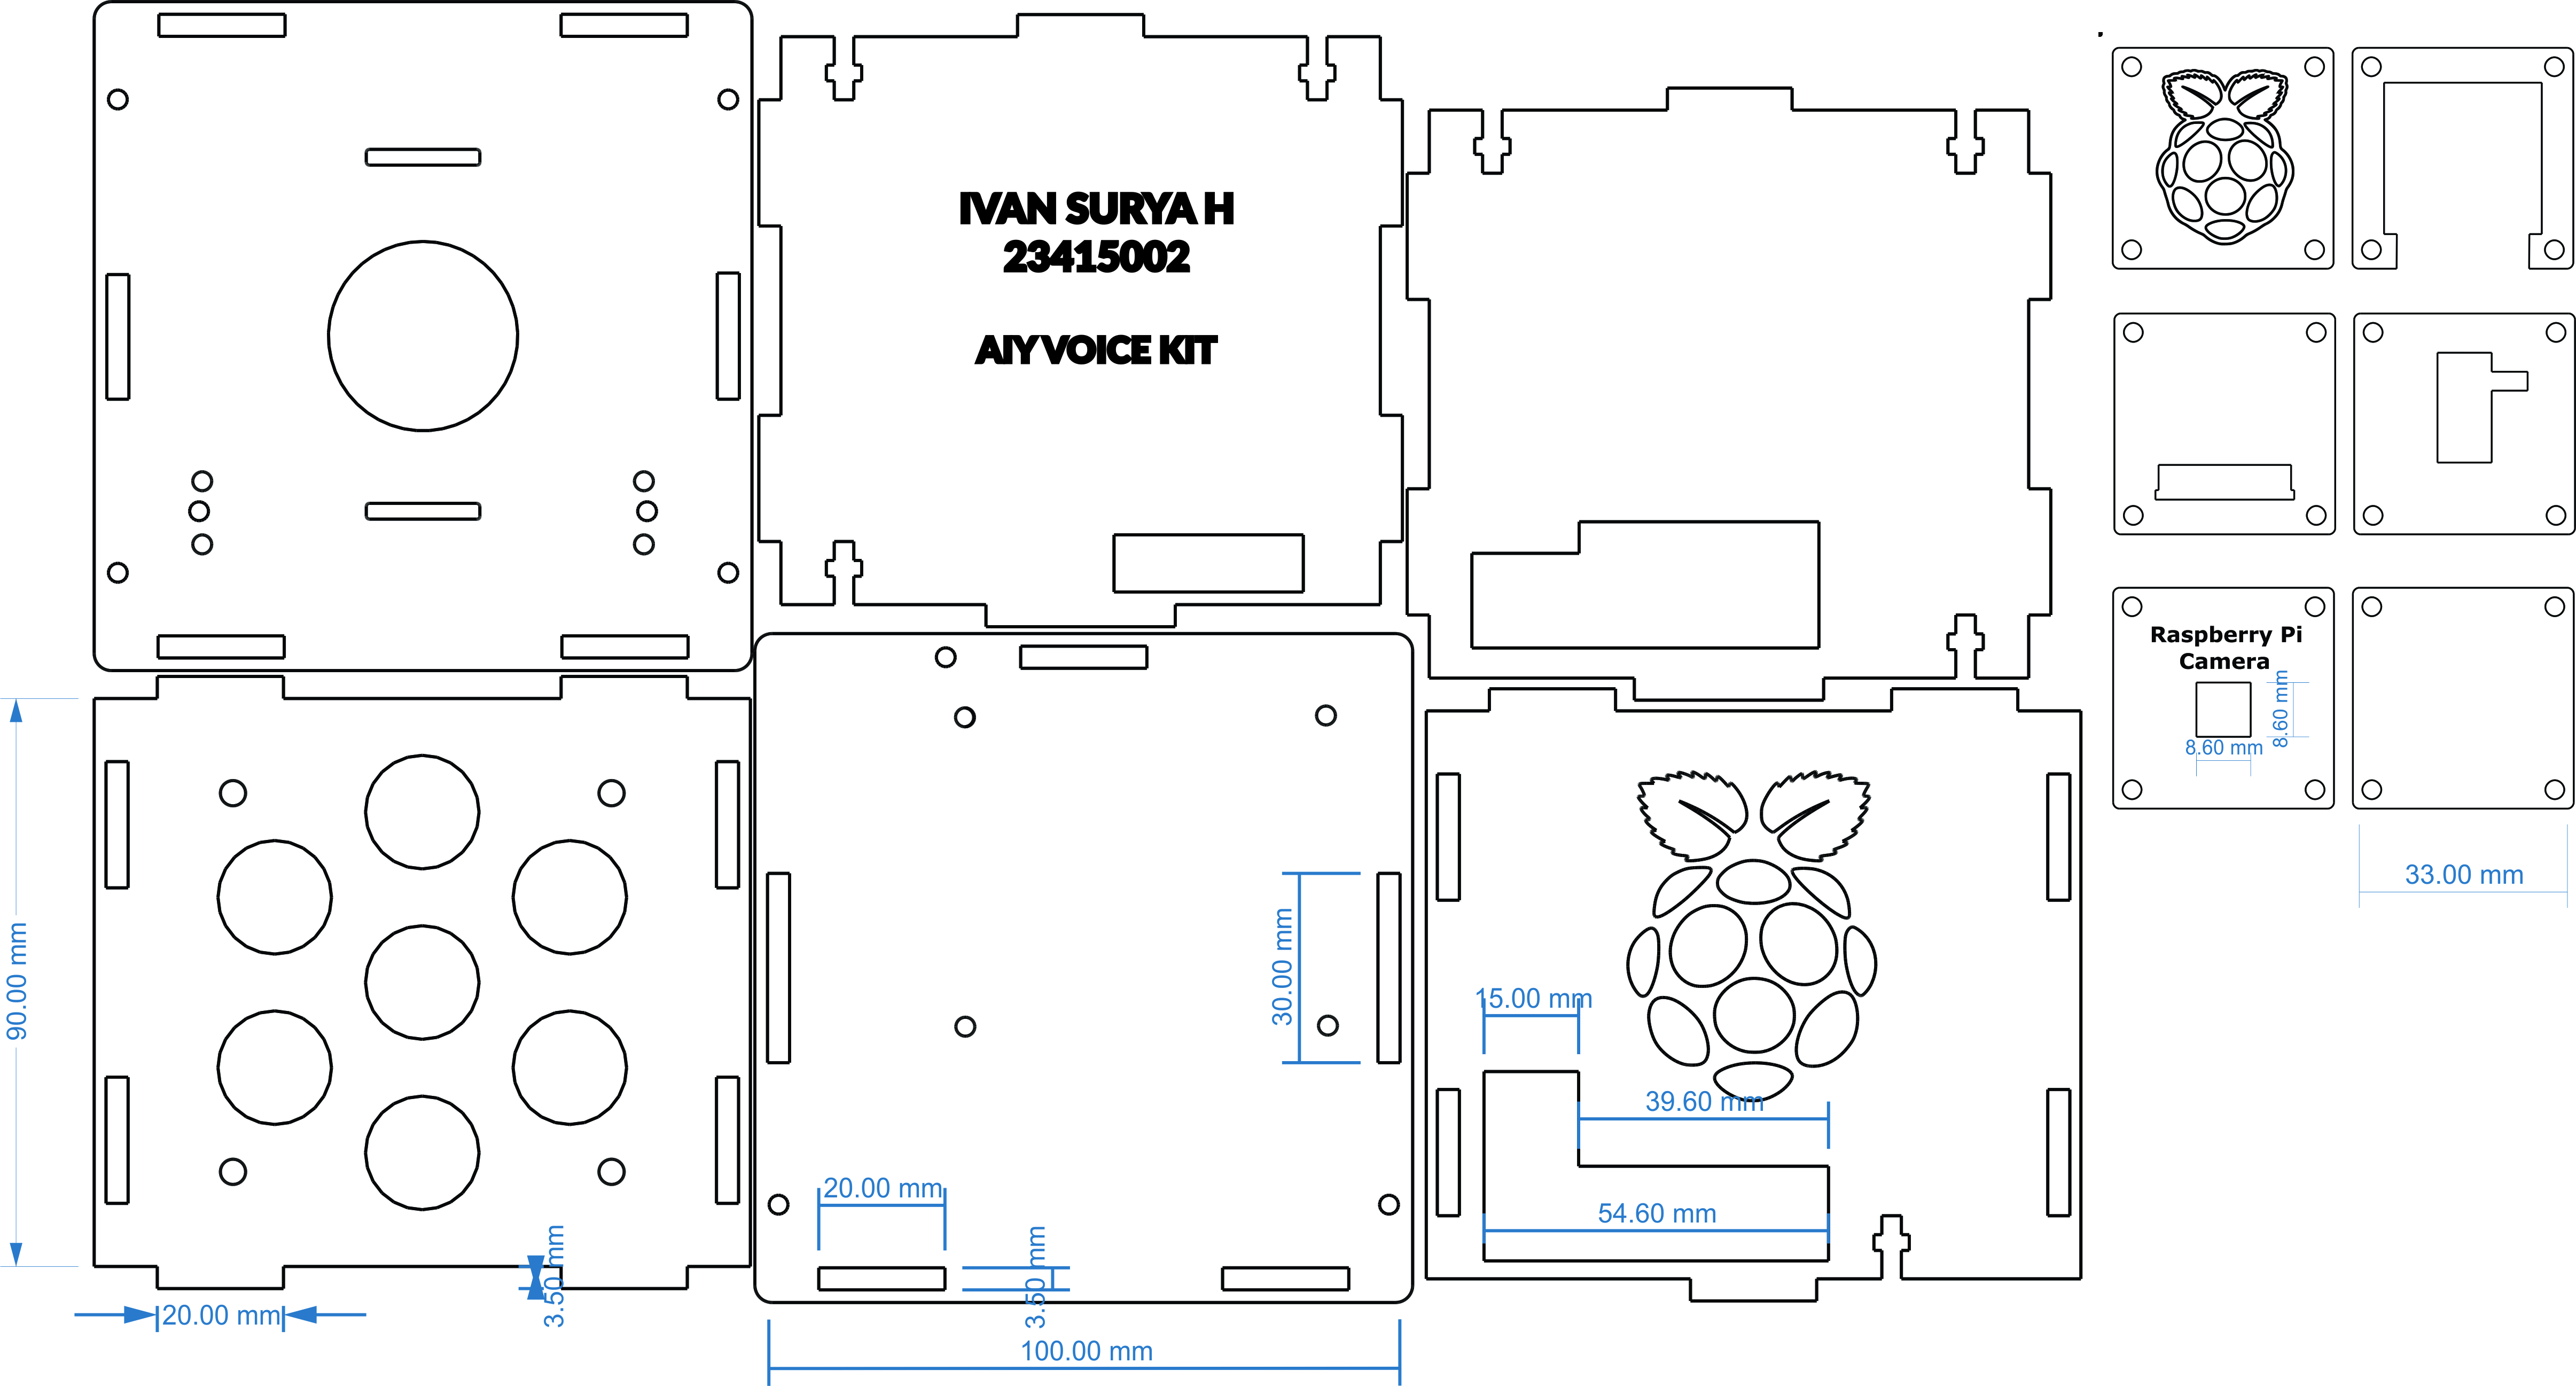 IVAN SURYA H
23415002
AIY VOICE KIT
Raspberry Pi
Camera
8.60 mm
8.60 mm
33.00 mm
90.00 mm
20.00 mm
3.50 mm
20.00 mm
3.50 mm
100.00 mm
30.00 mm
15.00 mm
39.60 mm
54.60 mm